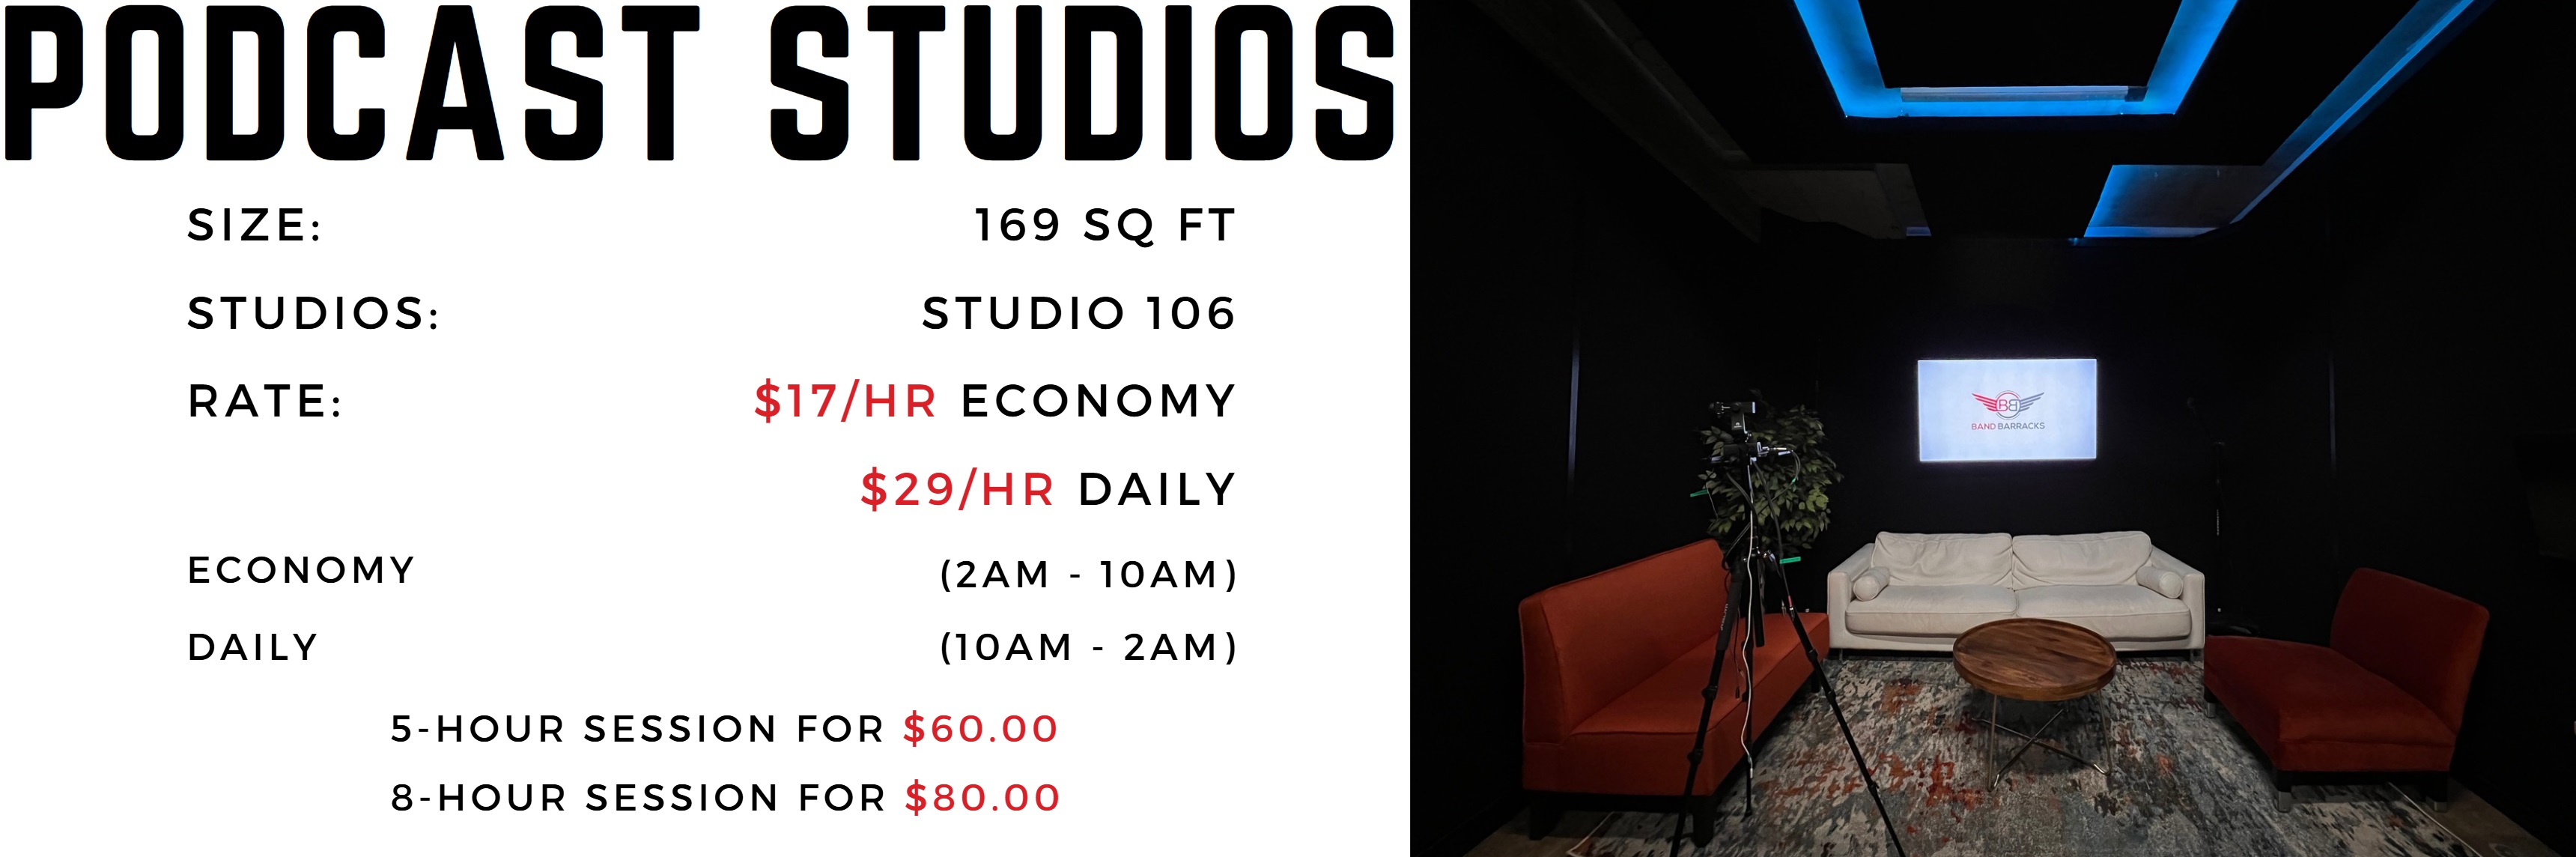 PODCAST STUDIOS
SIZE: 169 SQ FT
STUDIOS: STUDIO 106
RATE: $17/HR ECONOMY
$29/HR DAILY
ECONOMY (2AM - 10AM)
DAILY (10AM - 2AM)
5-HOUR SESSION FOR $60.00
8-HOUR SESSION FOR $80.00
BB
BAND BARRACKS